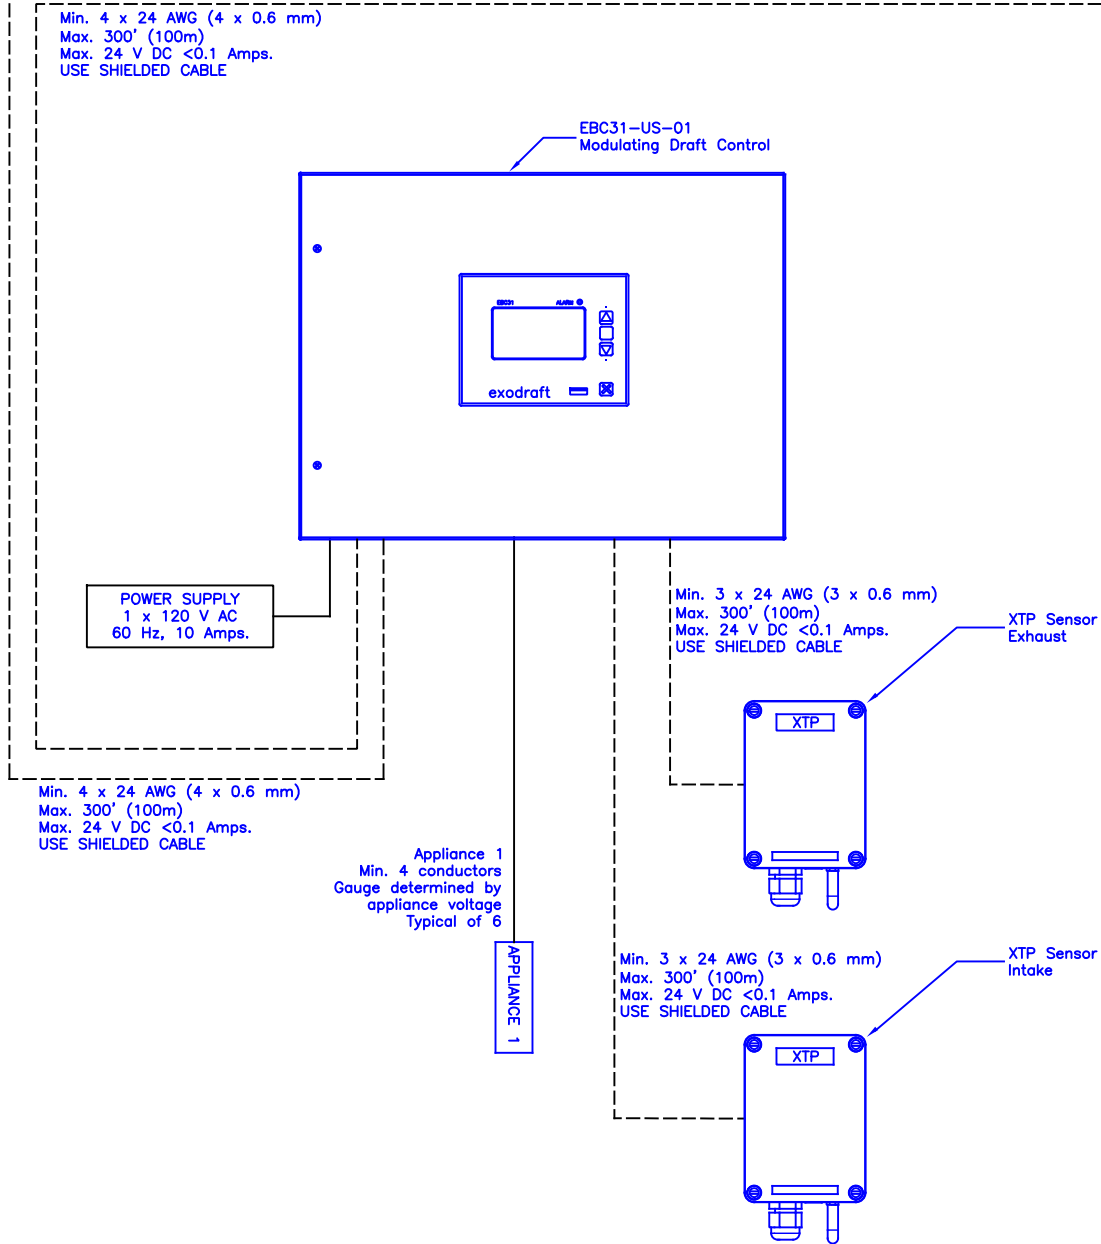 Min. 4 x 24 AWG (4 x 0.6 mm)
Max. 300' (100m)
Max. 24 V DC <0.1 Amps.
USE SHIELDED CABLE
EBC31-US-01
Modulating Draft Control
EBC31
ALARM
exodraft
POWER SUPPLY
1 x 120 V AC
60 Hz, 10 Amps.
Min. 3 x 24 AWG (3 x 0.6 mm)
Max. 300' (100m)
Max. 24 V DC <0.1 Amps.
USE SHIELDED CABLE
XTP Sensor
Exhaust
XTP
Min. 4 x 24 AWG (4 x 0.6 mm)
Max. 300' (100m)
Max. 24 V DC <0.1 Amps.
USE SHIELDED CABLE
Appliance 1
Min. 4 conductors
Gauge determined by
appliance voltage
Typical of 6
APPLIANCE 1
Min. 3 x 24 AWG (3 x 0.6 mm)
Max. 300' (100m)
Max. 24 V DC <0.1 Amps.
USE SHIELDED CABLE
XTP Sensor
Intake
XTP